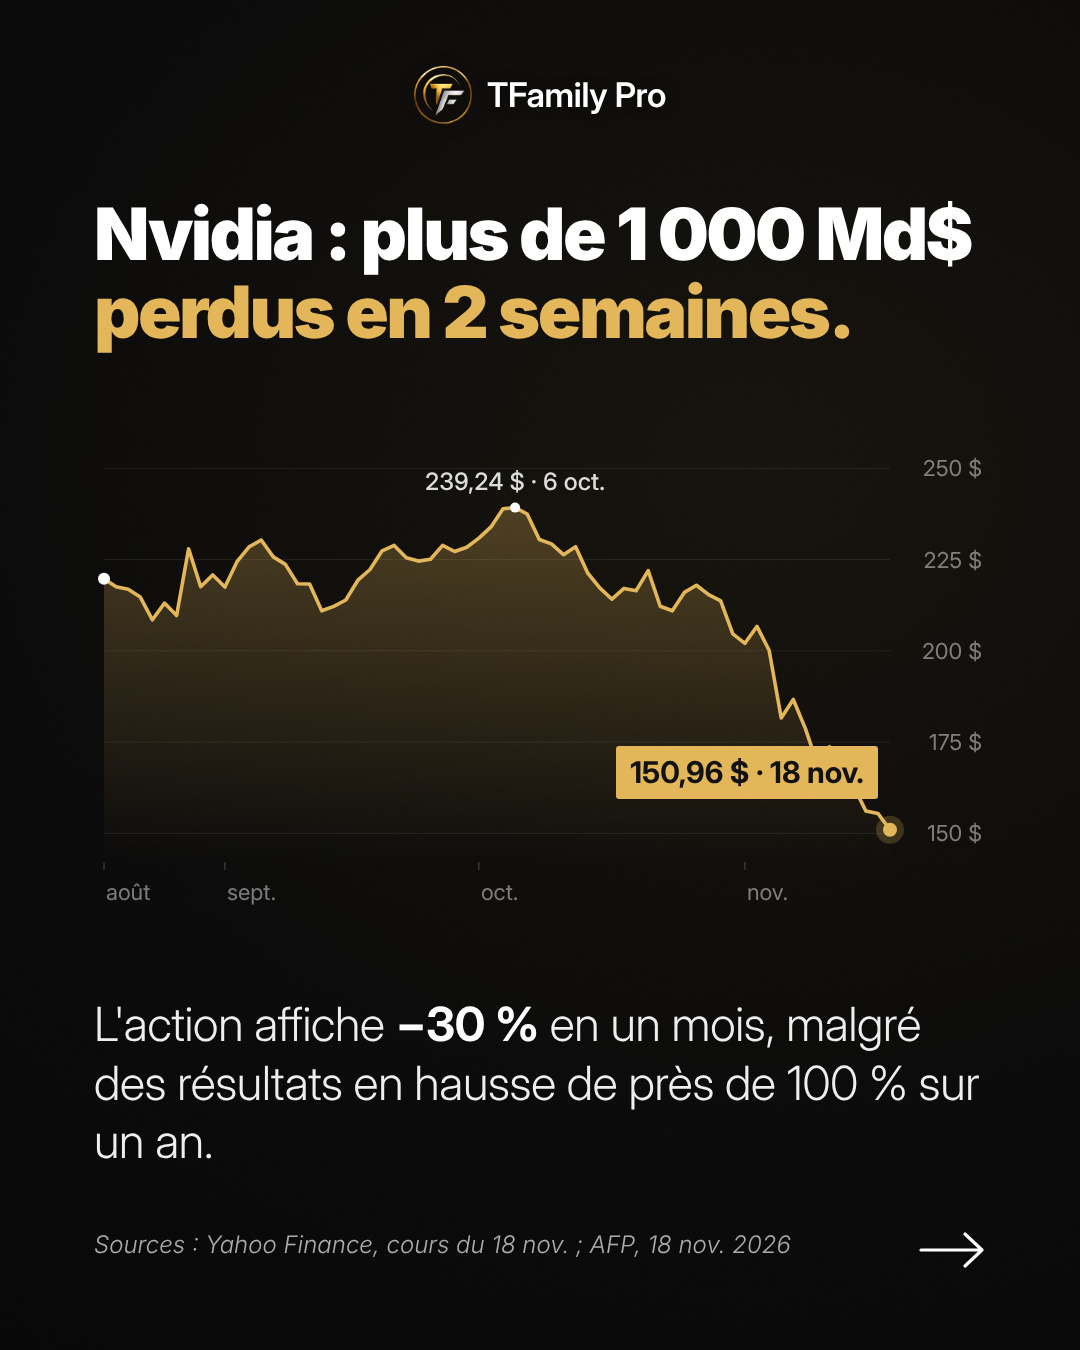 TF TFamily Pro
Nvidia : plus de 1 000 Md$
perdus en 2 semaines.
250 $
239,24 $ · 6 oct.
225 $
200 $
175 $
150,96 $ · 18 nov.
150 $
août sept. oct. nov.
L'action affiche –30 % en un mois, malgré
des résultats en hausse de près de 100 % sur
un an.
Sources : Yahoo Finance, cours du 18 nov. ; AFP, 18 nov. 2026